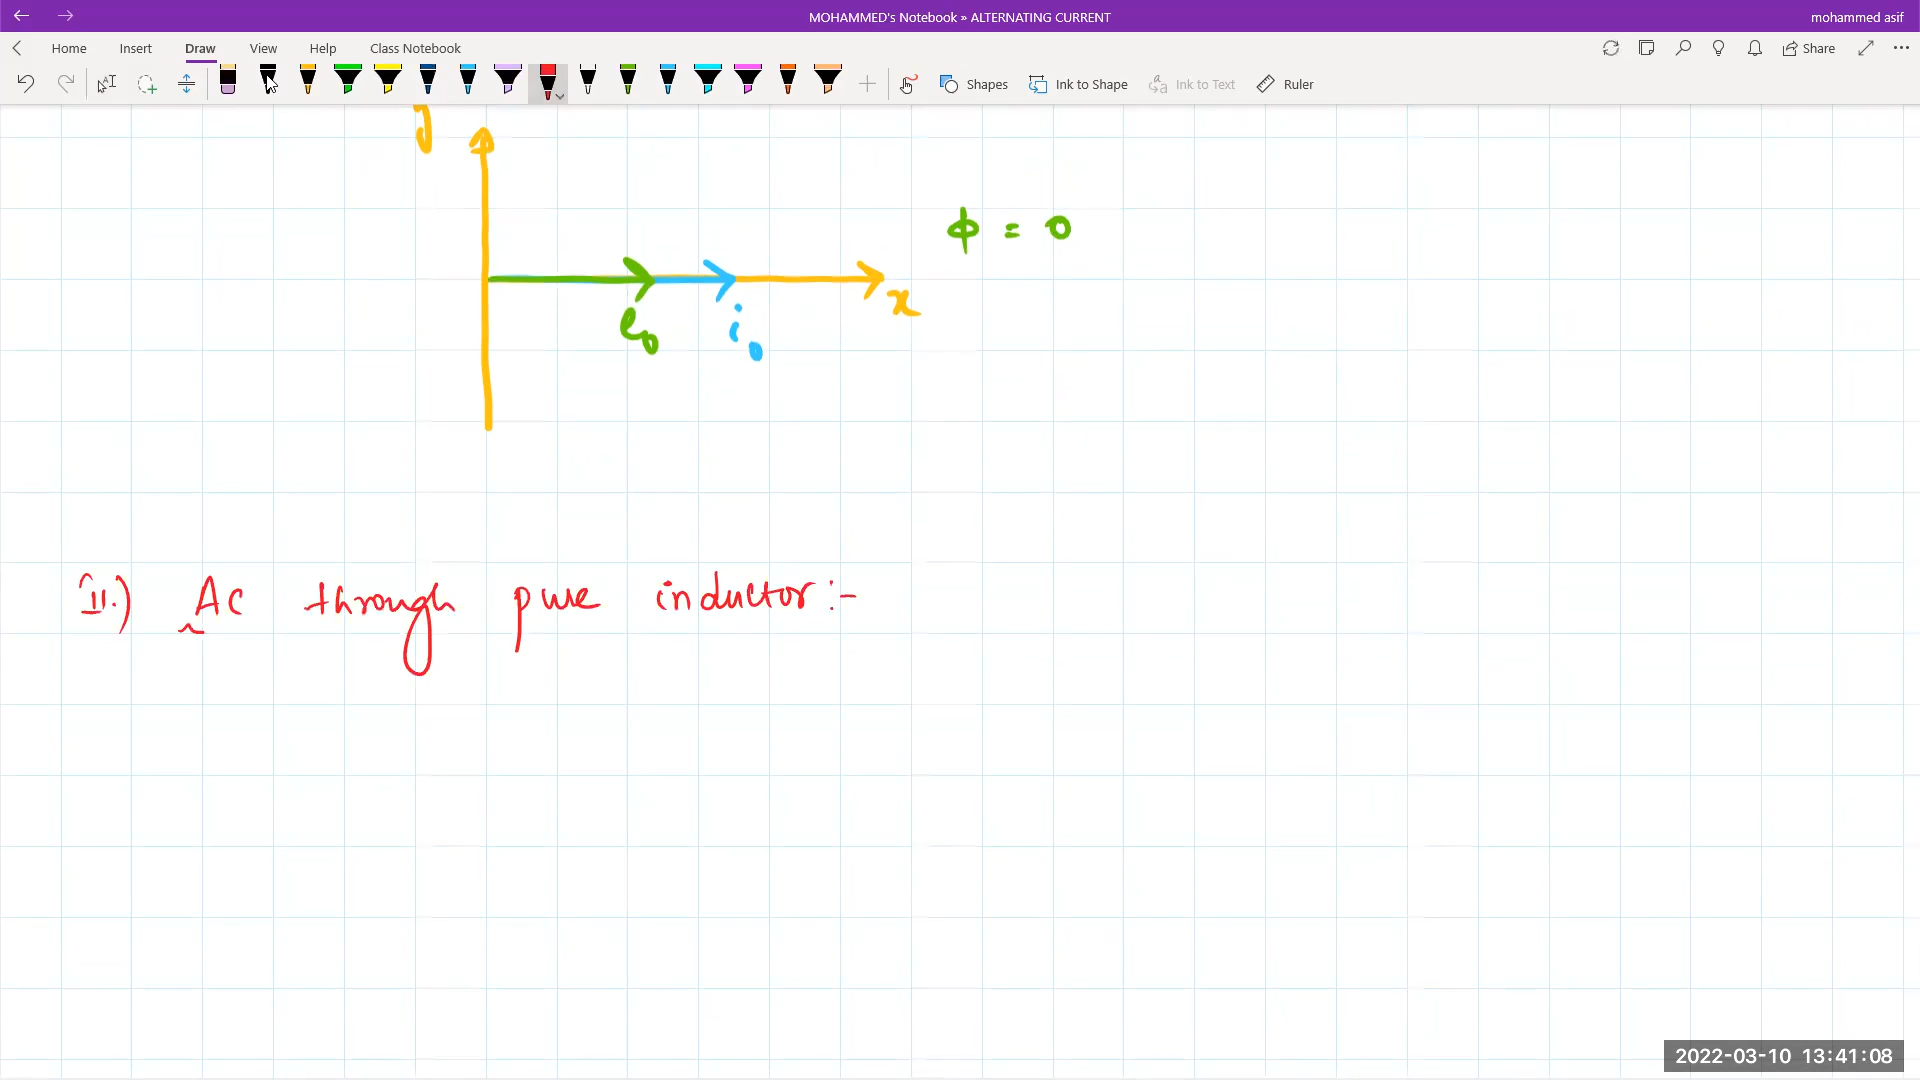 MOHAMMED's Notebook » ALTERNATING CURRENT
mohammed asif
Home Insert Draw View Help Class Notebook
Share
Shapes Ink to Shape Ink to Text Ruler
y
ϕ = 0
x
e₀ i₀
II.) Ac through pure inductor :-
2022-03-10 13:41:08